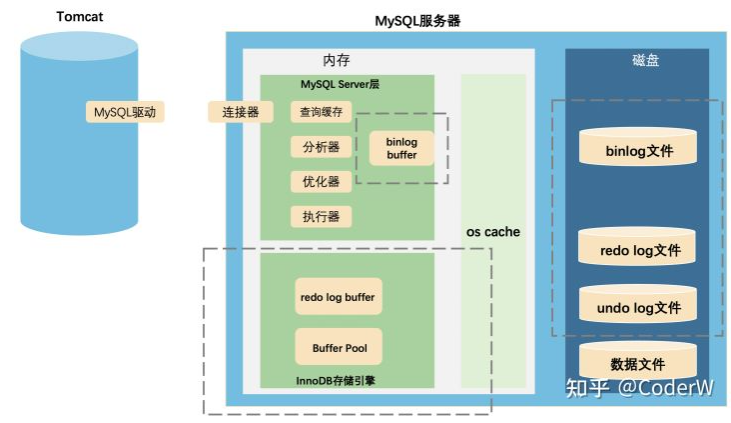 Tomcat
MySQL服务器
内存
磁盘
MySQL Server层
MySQL驱动
连接器
查询缓存
分析器
优化器
执行器
binlog
buffer
os cache
binlog文件
redo log文件
undo log文件
数据文件
redo log buffer
Buffer Pool
InnoDB存储引擎
知乎 @CoderW